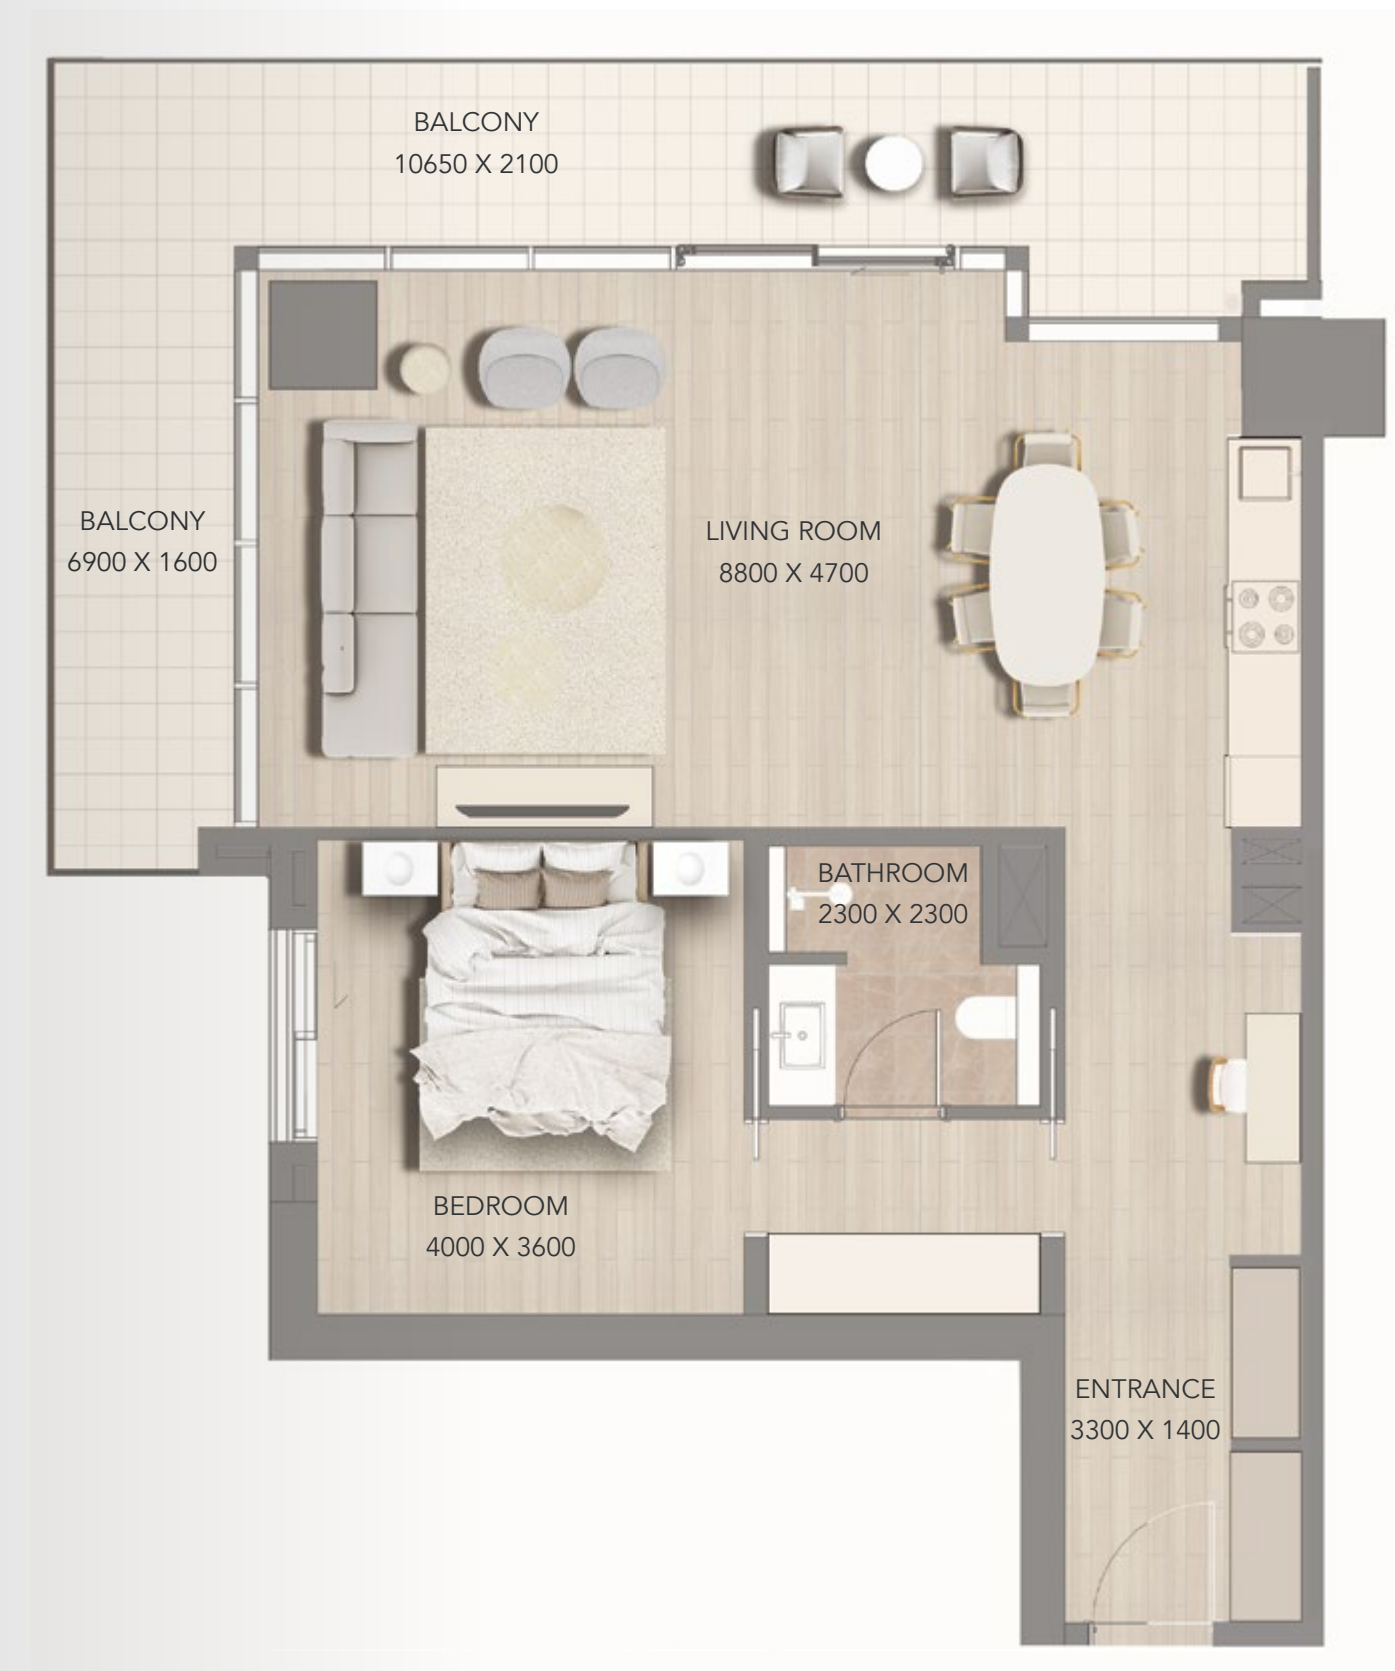 BALCONY
10650 X 2100
BALCONY
6900 X 1600
LIVING ROOM
8800 X 4700
BATHROOM
2300 X 2300
BEDROOM
4000 X 3600
ENTRANCE
3300 X 1400